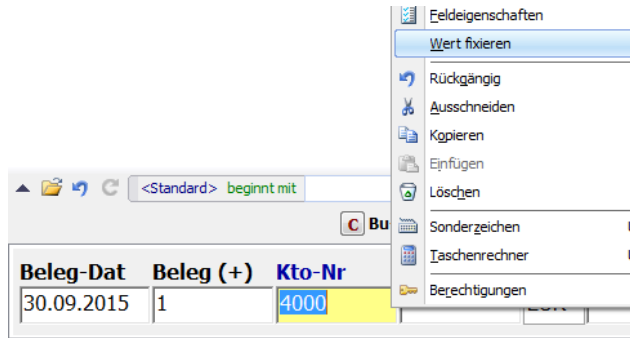 Feldeigenschaften
Wert fixieren
Rückgängig
Ausschneiden
Kopieren
Einfügen
Löschen
Sonderzeichen
Taschenrechner
Berechtigungen
<Standard> beginnt mit
C Bu
Beleg-Dat Beleg (+) Kto-Nr
30.09.2015 1 4000